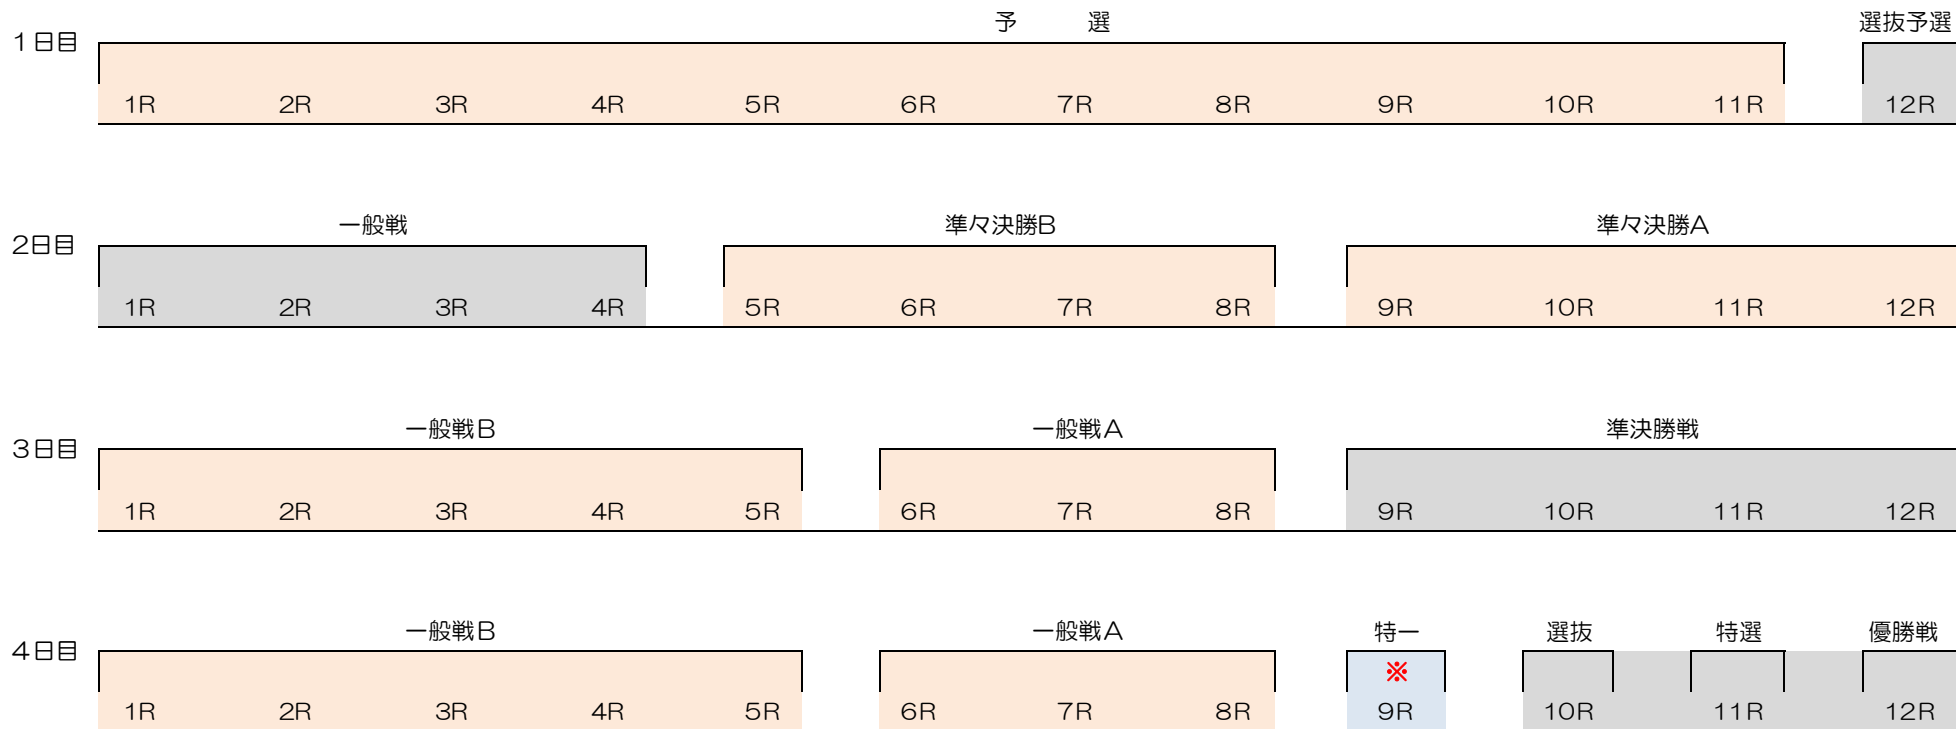 予　選 選抜予選
1日目
1R 2R 3R 4R 5R 6R 7R 8R 9R 10R 11R 12R
一般戦 準々決勝B 準々決勝A
2日目
1R 2R 3R 4R 5R 6R 7R 8R 9R 10R 11R 12R
一般戦B 一般戦A 準決勝戦
3日目
1R 2R 3R 4R 5R 6R 7R 8R 9R 10R 11R 12R
一般戦B 一般戦A 特一 選抜 特選 優勝戦
4日目
※
1R 2R 3R 4R 5R 6R 7R 8R 9R 10R 11R 12R